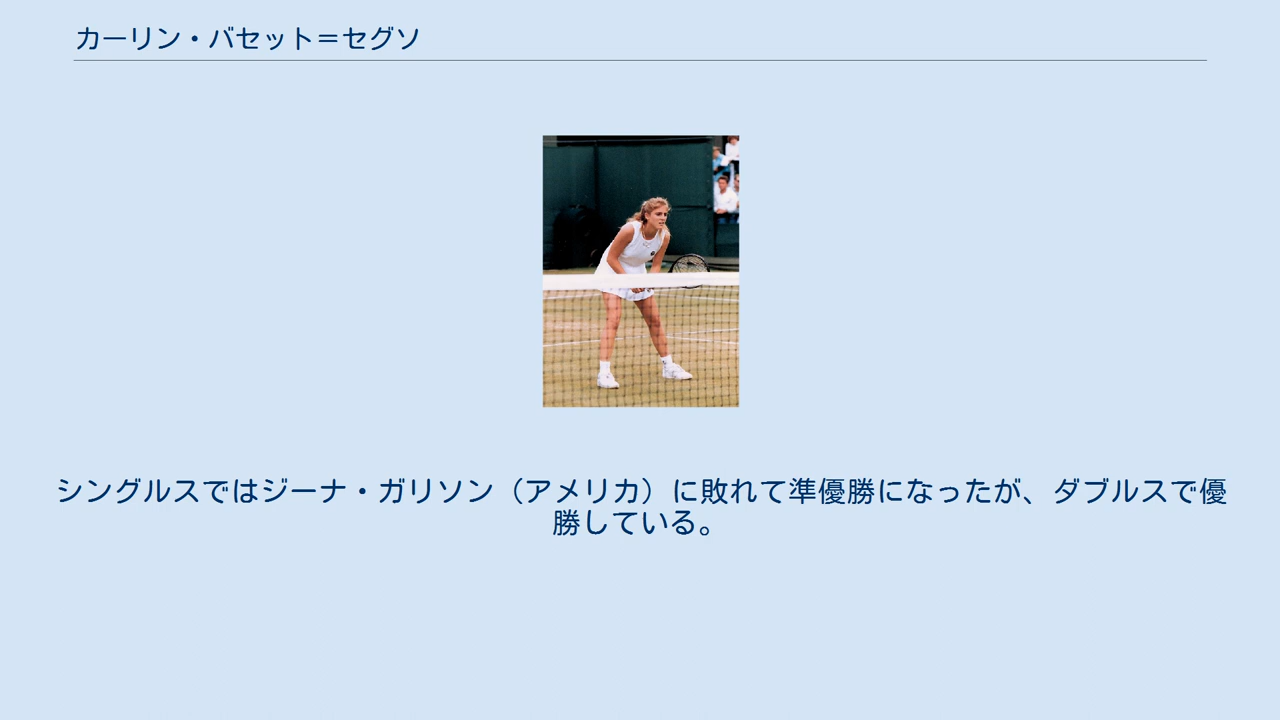 カーリン・バセット＝セグソ
シングルスではジーナ・ガリソン（アメリカ）に敗れて準優勝になったが、ダブルスで優
勝している。